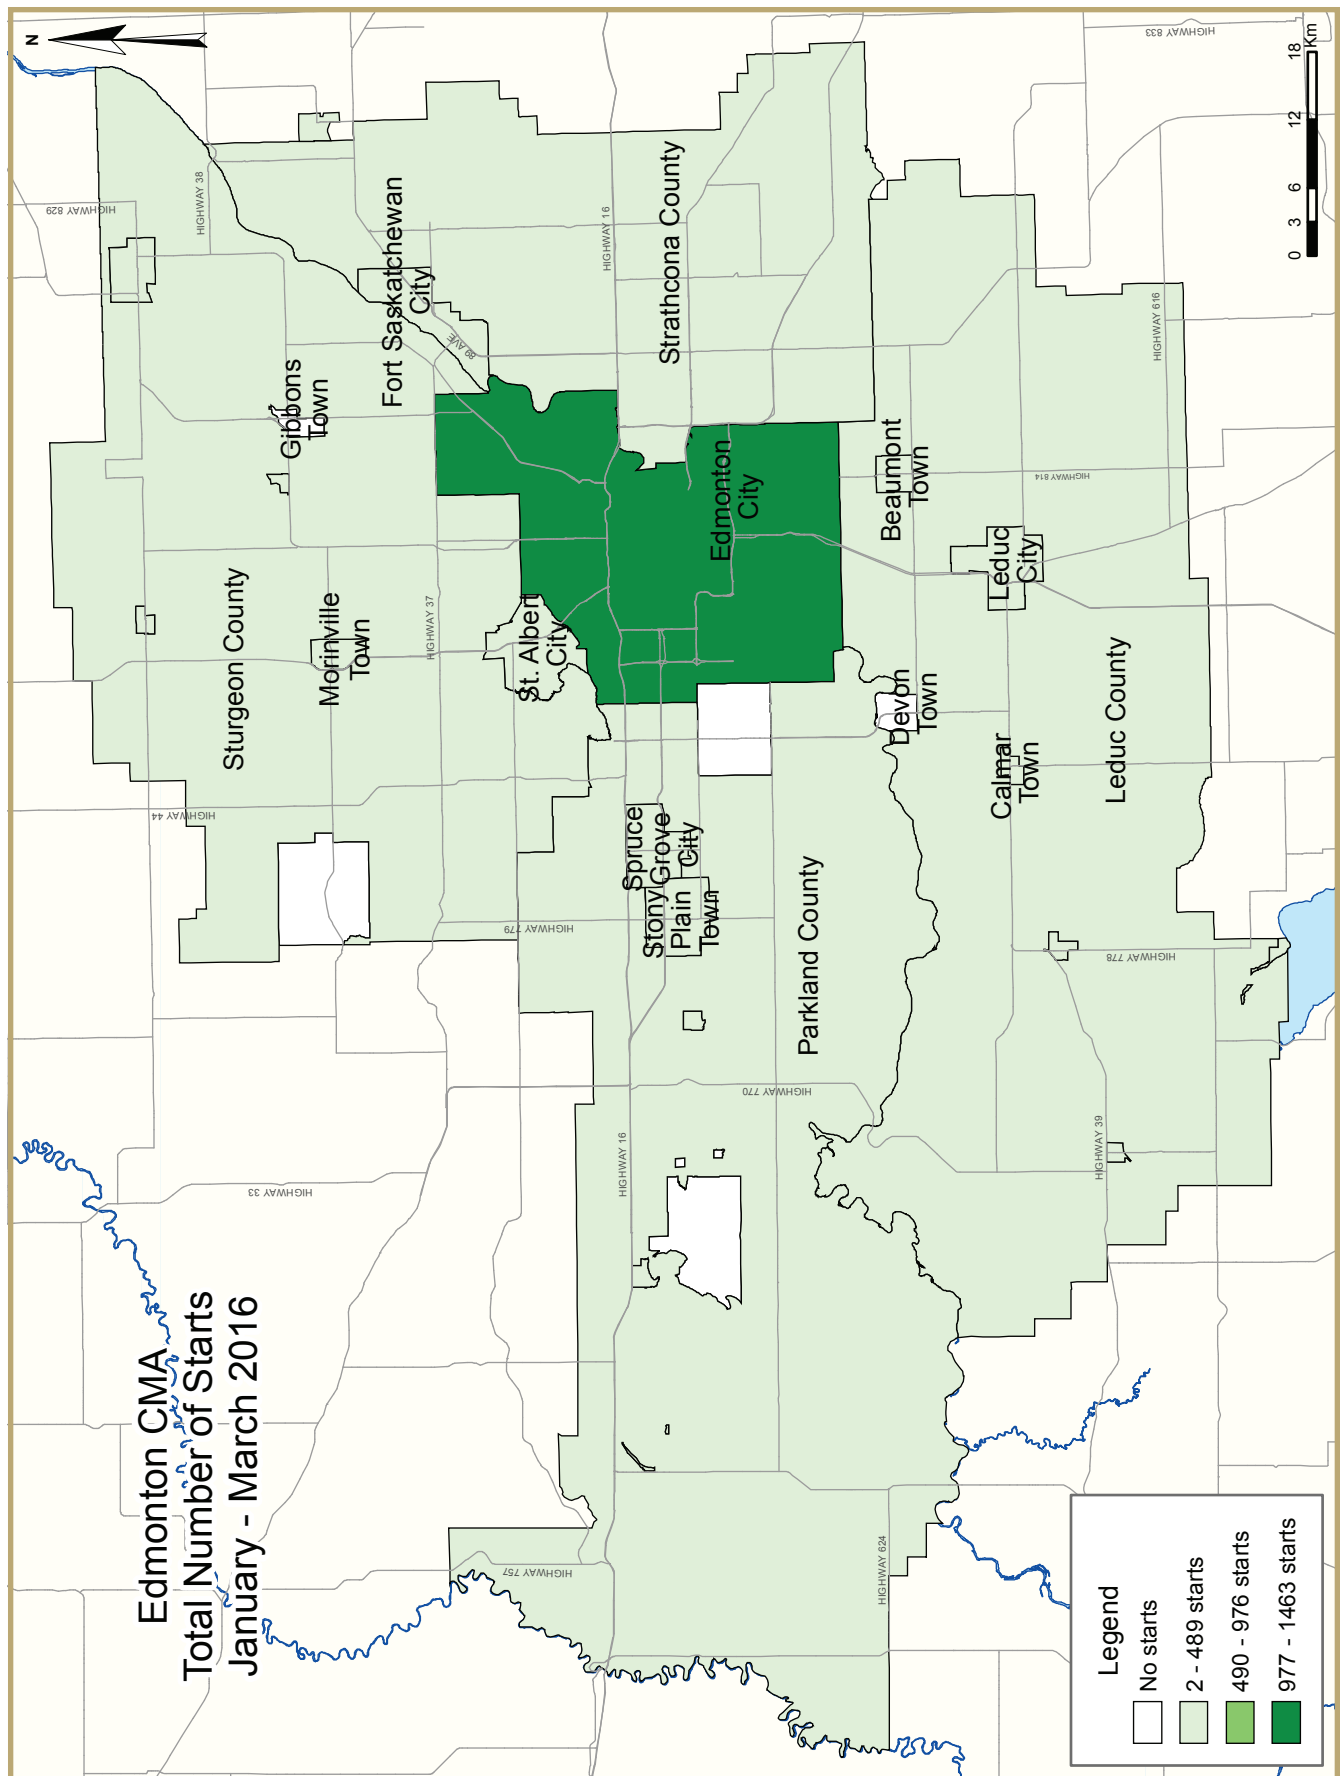 Edmonton CMA
Total Number of Starts
January - March 2016
N
HIGHWAY 829
HIGHWAY 38
HIGHWAY 833
Fort Saskatchewan
City
Gibbons
Town
89 AVE
HIGHWAY 16
Strathcona County
HIGHWAY 616
Sturgeon County
Morinville
Town
HIGHWAY 37
St. Albert
City
Edmonton
City
Beaumont
Town
HIGHWAY 814
Leduc
City
HIGHWAY 44
HIGHWAY 779
Spruce
Grove
City
Stony
Plain
Town
Devon
Town
Calmar
Town
Leduc County
Parkland County
HIGHWAY 778
HIGHWAY 770
HIGHWAY 16
HIGHWAY 39
HIGHWAY 33
HIGHWAY 757
HIGHWAY 624
Legend
No starts
2 - 489 starts
490 - 976 starts
977 - 1463 starts
0 3 6 12 18
Km